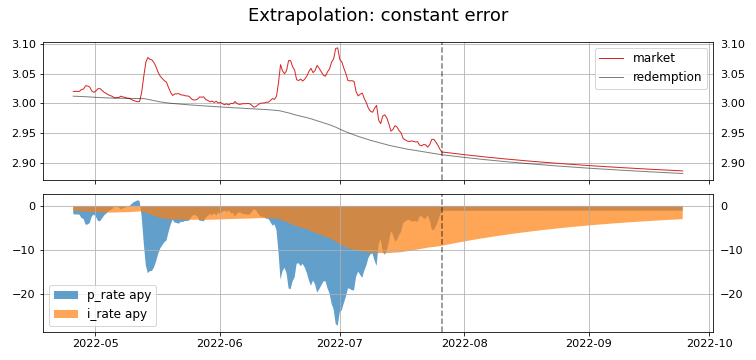 Extrapolation: constant error
3.10 3.10
3.05 3.05
3.00 3.00
2.95 2.95
2.90 2.90
market
redemption
0 0
−10 −10
−20 −20
p_rate apy
i_rate apy
2022-05 2022-06 2022-07 2022-08 2022-09 2022-10